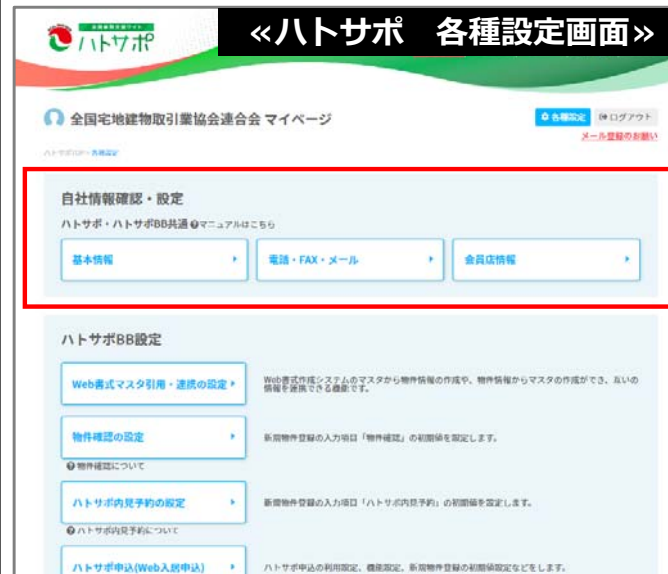 ハトサポ
≪ハトサポ　各種設定画面≫
全国宅地建物取引業協会連合会 マイページ
各種設定
ログアウト
メール登録のお願い
ハトサポTOP > 各種設定
自社情報確認・設定
ハトサポ・ハトサポBB共通 ?マニュアルはこちら
基本情報
電話・FAX・メール
会員店情報
ハトサポBB設定
Web書式マスタ引用・連携の設定
Web書式作成システムのマスタから物件情報の作成や、物件情報からマスタの作成ができ、互いの
情報を連携できる機能です。
物件確認の設定
新規物件登録の入力項目「物件確認」の初期値を設定します。
?物件確認について
ハトサポ内見予約の設定
新規物件登録の入力項目「ハトサポ内見予約」の初期値を設定します。
?ハトサポ内見予約について
ハトサポ申込(Web入居申込)
ハトサポ申込の利用設定、機能設定、新規物件登録の初期値設定などをします。